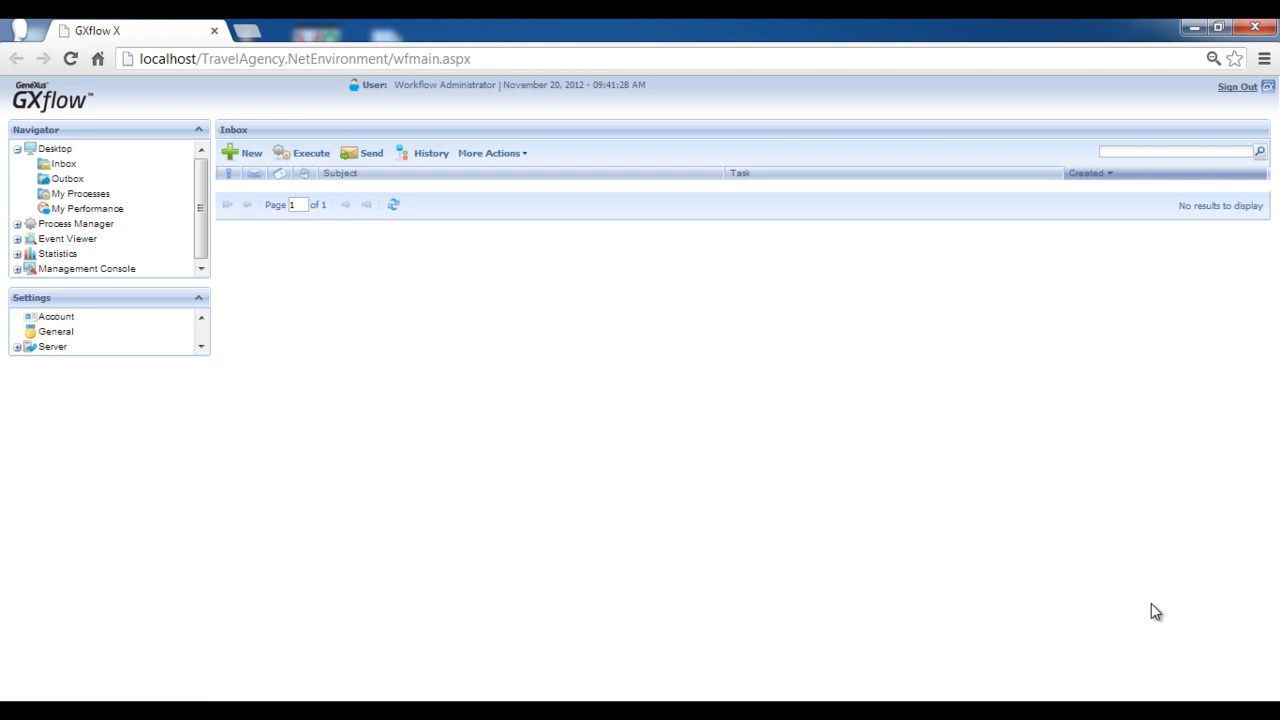 GXflow X
localhost/TravelAgency.NetEnvironment/wfmain.aspx
GeneXus
GXflow™
User: Workflow Administrator | November 20, 2012 - 09:41:28 AM
Sign Out
Navigator
Desktop
Inbox
Outbox
My Processes
My Performance
Process Manager
Event Viewer
Statistics
Management Console
Settings
Account
General
Server
Inbox
New Execute Send History More Actions
Subject Task Created
Page 1 of 1
No results to display